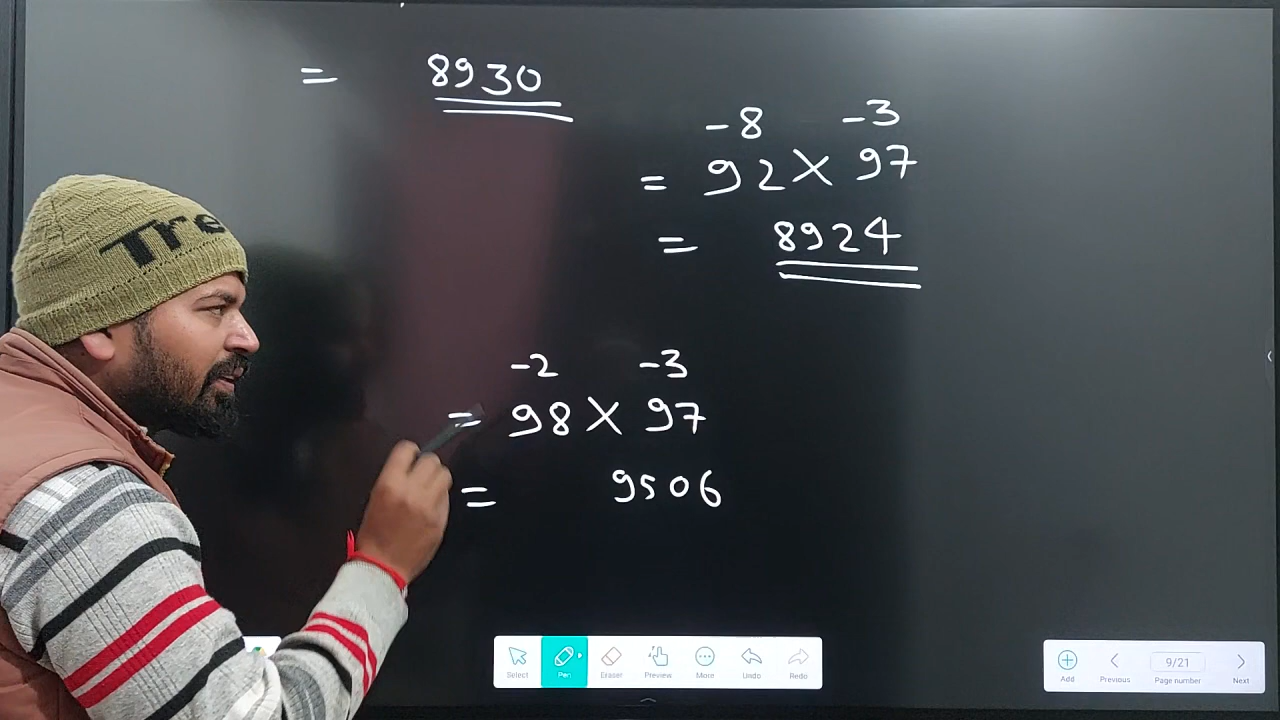 = 8930
-8 -3
= 92 X 97
= 8924
-2 -3
= 98 X 97
= 9506
Tre
Select Pen Eraser Preview More Undo Redo
Add Previous 9/21 Page number Next